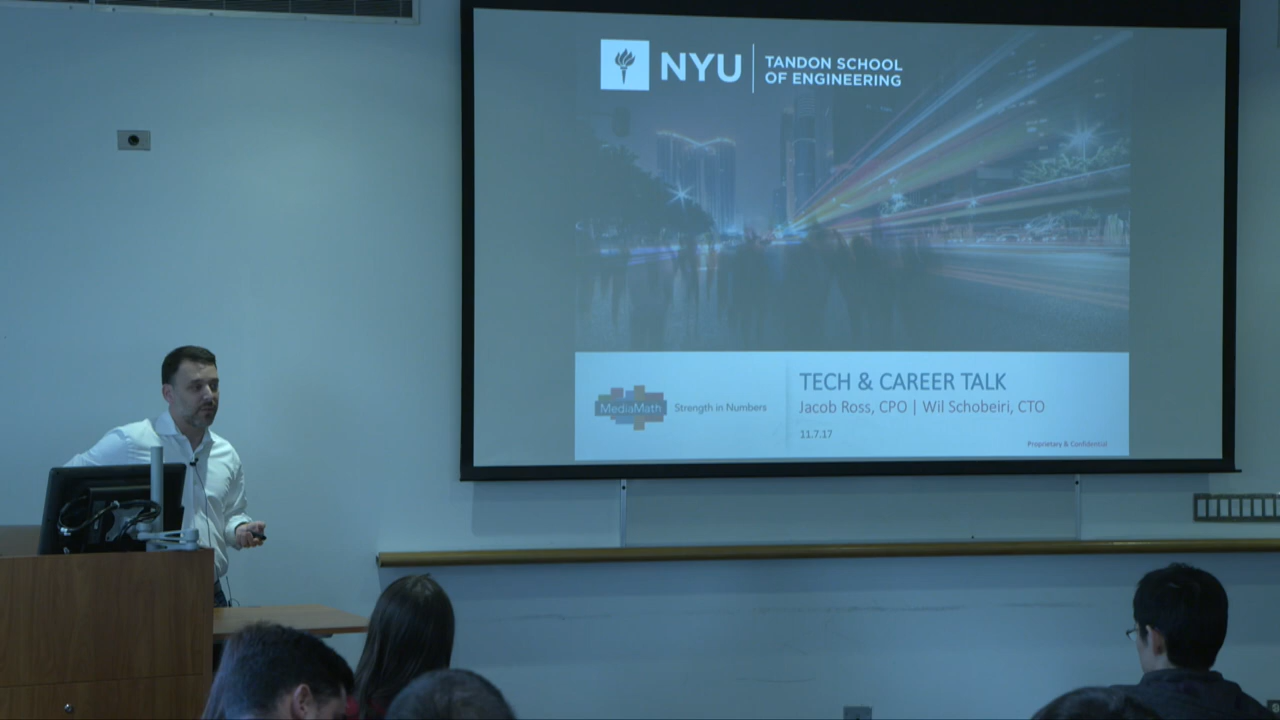 NYU
TANDON SCHOOL
OF ENGINEERING
MediaMath
Strength in Numbers
TECH & CAREER TALK
Jacob Ross, CPO | Wil Schobeiri, CTO
11.7.17
Proprietary & Confidential